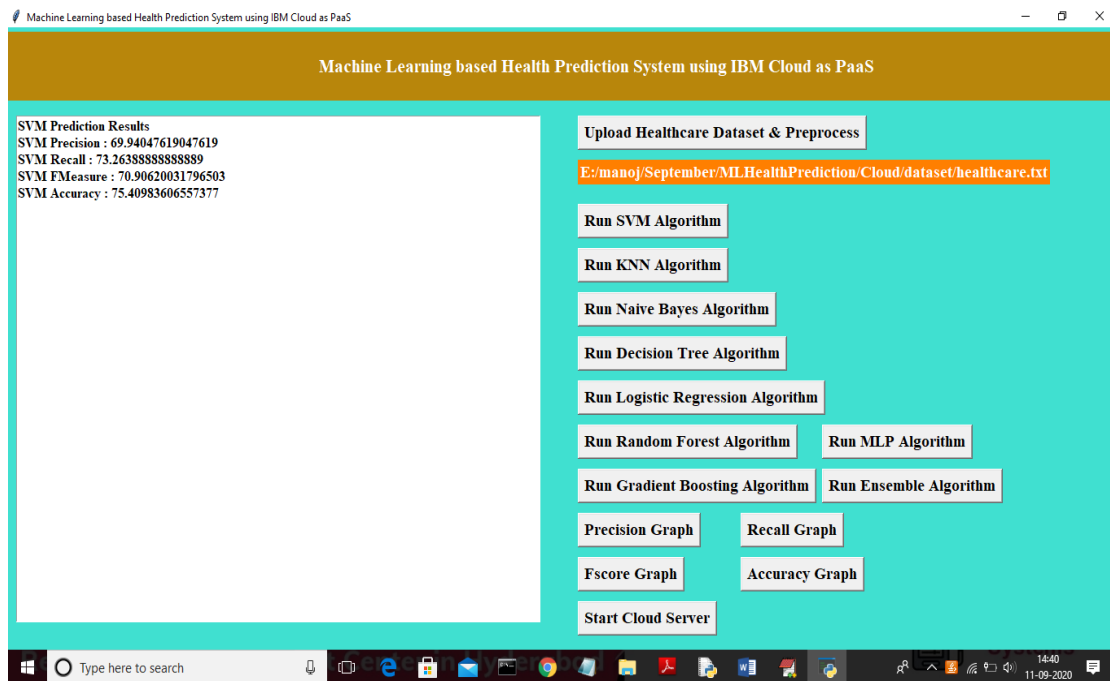 Machine Learning based Health Prediction System using IBM Cloud as PaaS
Machine Learning based Health Prediction System using IBM Cloud as PaaS
SVM Prediction Results
SVM Precision : 69.94047619047619
SVM Recall : 73.26388888888889
SVM FMeasure : 70.90620031796503
SVM Accuracy : 75.40983606557377
Upload Healthcare Dataset & Preprocess
E:/manoj/September/MLHealthPrediction/Cloud/dataset/healthcare.txt
Run SVM Algorithm
Run KNN Algorithm
Run Naive Bayes Algorithm
Run Decision Tree Algorithm
Run Logistic Regression Algorithm
Run Random Forest Algorithm
Run MLP Algorithm
Run Gradient Boosting Algorithm
Run Ensemble Algorithm
Precision Graph
Recall Graph
Fscore Graph
Accuracy Graph
Start Cloud Server
Type here to search
14:40
11-09-2020